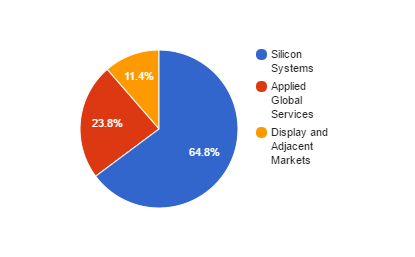 11.4%
23.8%
64.8%
Silicon
Systems
Applied
Global
Services
Display and
Adjacent
Markets